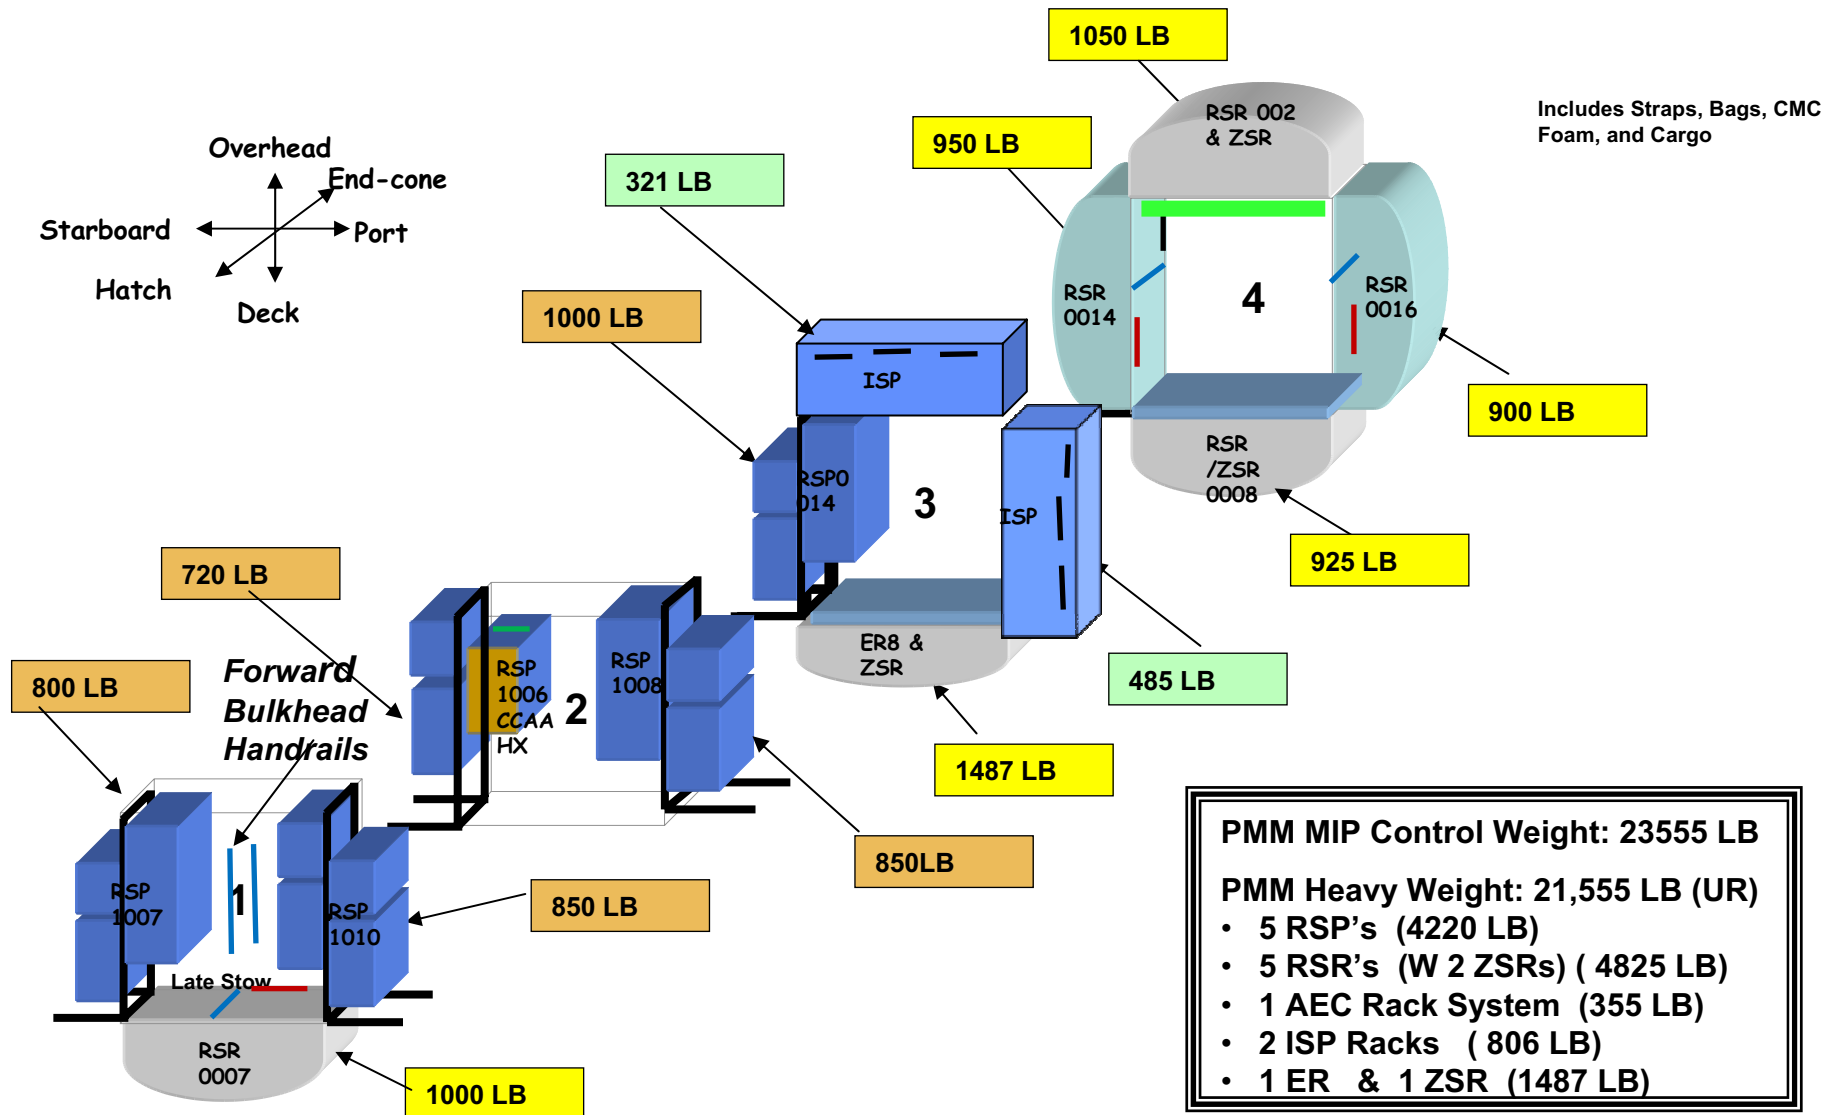 1050 LB
RSR 002
& ZSR
Includes Straps, Bags, CMC
Foam, and Cargo
950 LB
Overhead
End-cone
Starboard
Port
Hatch
Deck
321 LB
1000 LB
RSR
0014
4
RSR
0016
ISP
900 LB
RSR
/ZSR
0008
RSP0
014
3
ISP
925 LB
720 LB
ER8 &
ZSR
485 LB
800 LB
Forward
Bulkhead
Handrails
RSP
1006
CCAA
HX
2
RSP
1008
1487 LB
850LB
RSP
1007
1
RSP
1010
850 LB
Late Stow
RSR
0007
1000 LB
PMM MIP Control Weight: 23555 LB
PMM Heavy Weight: 21,555 LB (UR)
• 5 RSP's (4220 LB)
• 5 RSR's (W 2 ZSRs) ( 4825 LB)
• 1 AEC Rack System (355 LB)
• 2 ISP Racks ( 806 LB)
• 1 ER & 1 ZSR (1487 LB)